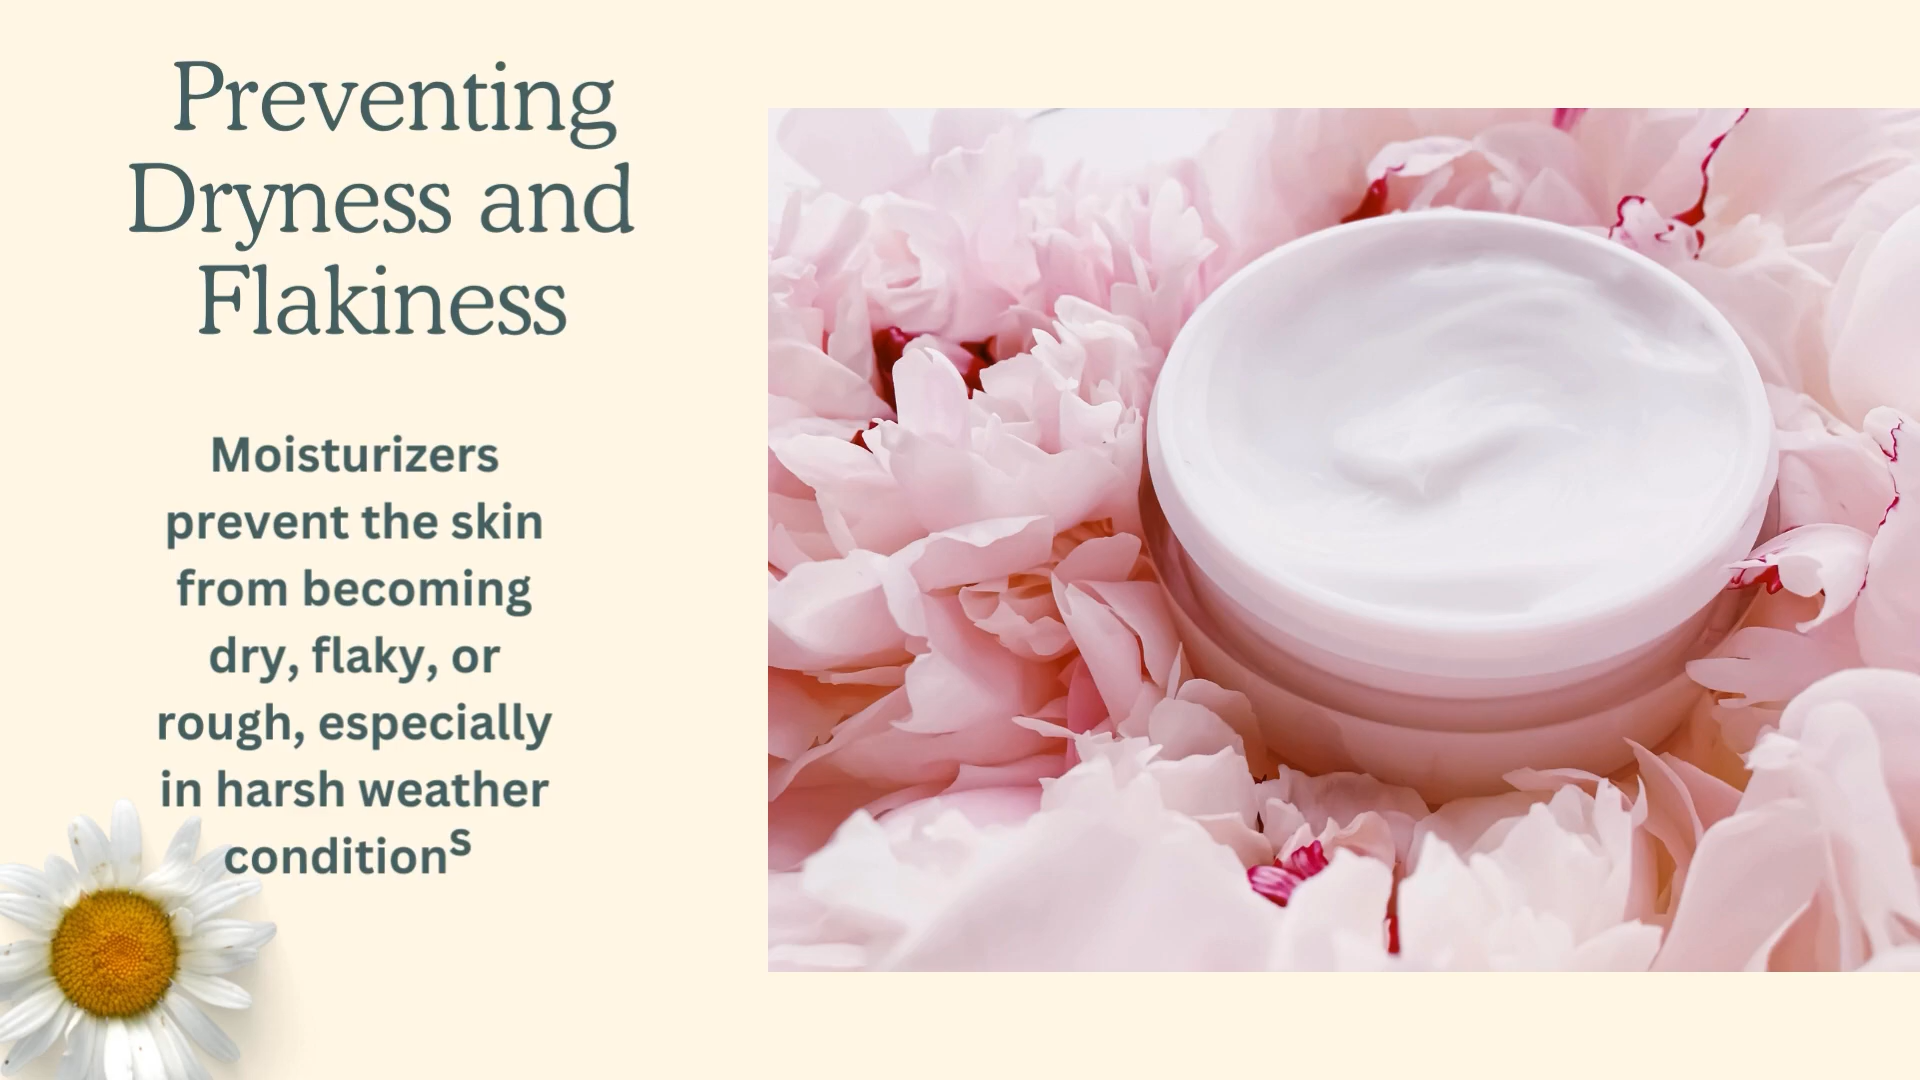 Preventing
Dryness and
Flakiness
Moisturizers
prevent the skin
from becoming
dry, flaky, or
rough, especially
in harsh weather
conditions